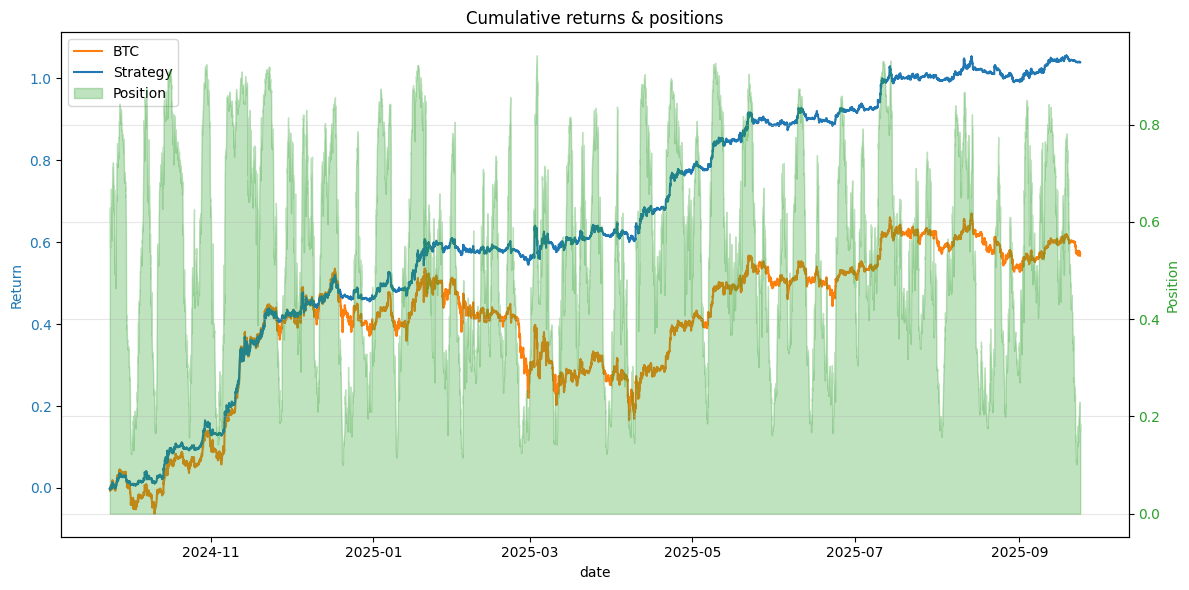 Cumulative returns & positions
BTC
Strategy
Position
1.0
0.8
0.6
0.4
0.2
0.0
Return
0.8
0.6
0.4
0.2
0.0
Position
2024-11
2025-01
2025-03
2025-05
2025-07
2025-09
date